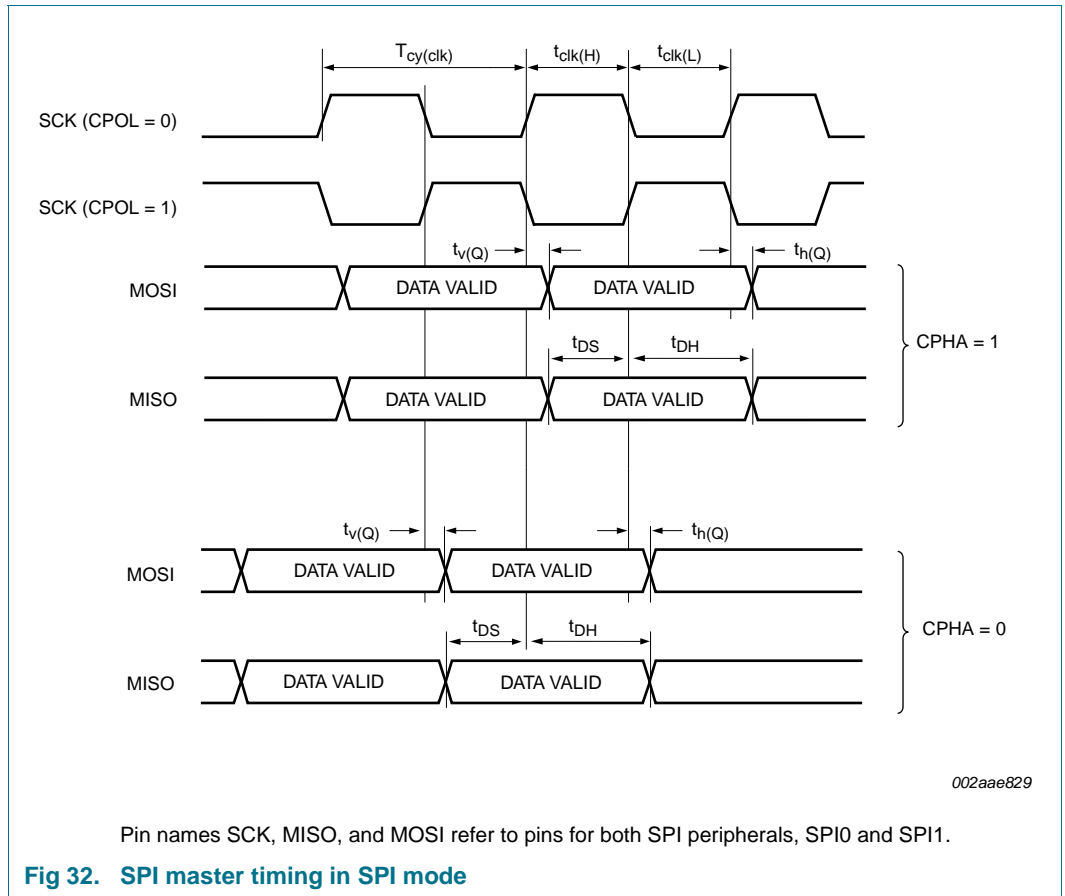 Tcy(clk) tclk(H) tclk(L)
SCK (CPOL = 0)
SCK (CPOL = 1)
tv(Q) th(Q)
MOSI DATA VALID DATA VALID
CPHA = 1
tDS tDH
MISO DATA VALID DATA VALID
tv(Q) th(Q)
MOSI DATA VALID DATA VALID
CPHA = 0
tDS tDH
MISO DATA VALID DATA VALID
002aae829
Pin names SCK, MISO, and MOSI refer to pins for both SPI peripherals, SPI0 and SPI1.
Fig 32. SPI master timing in SPI mode